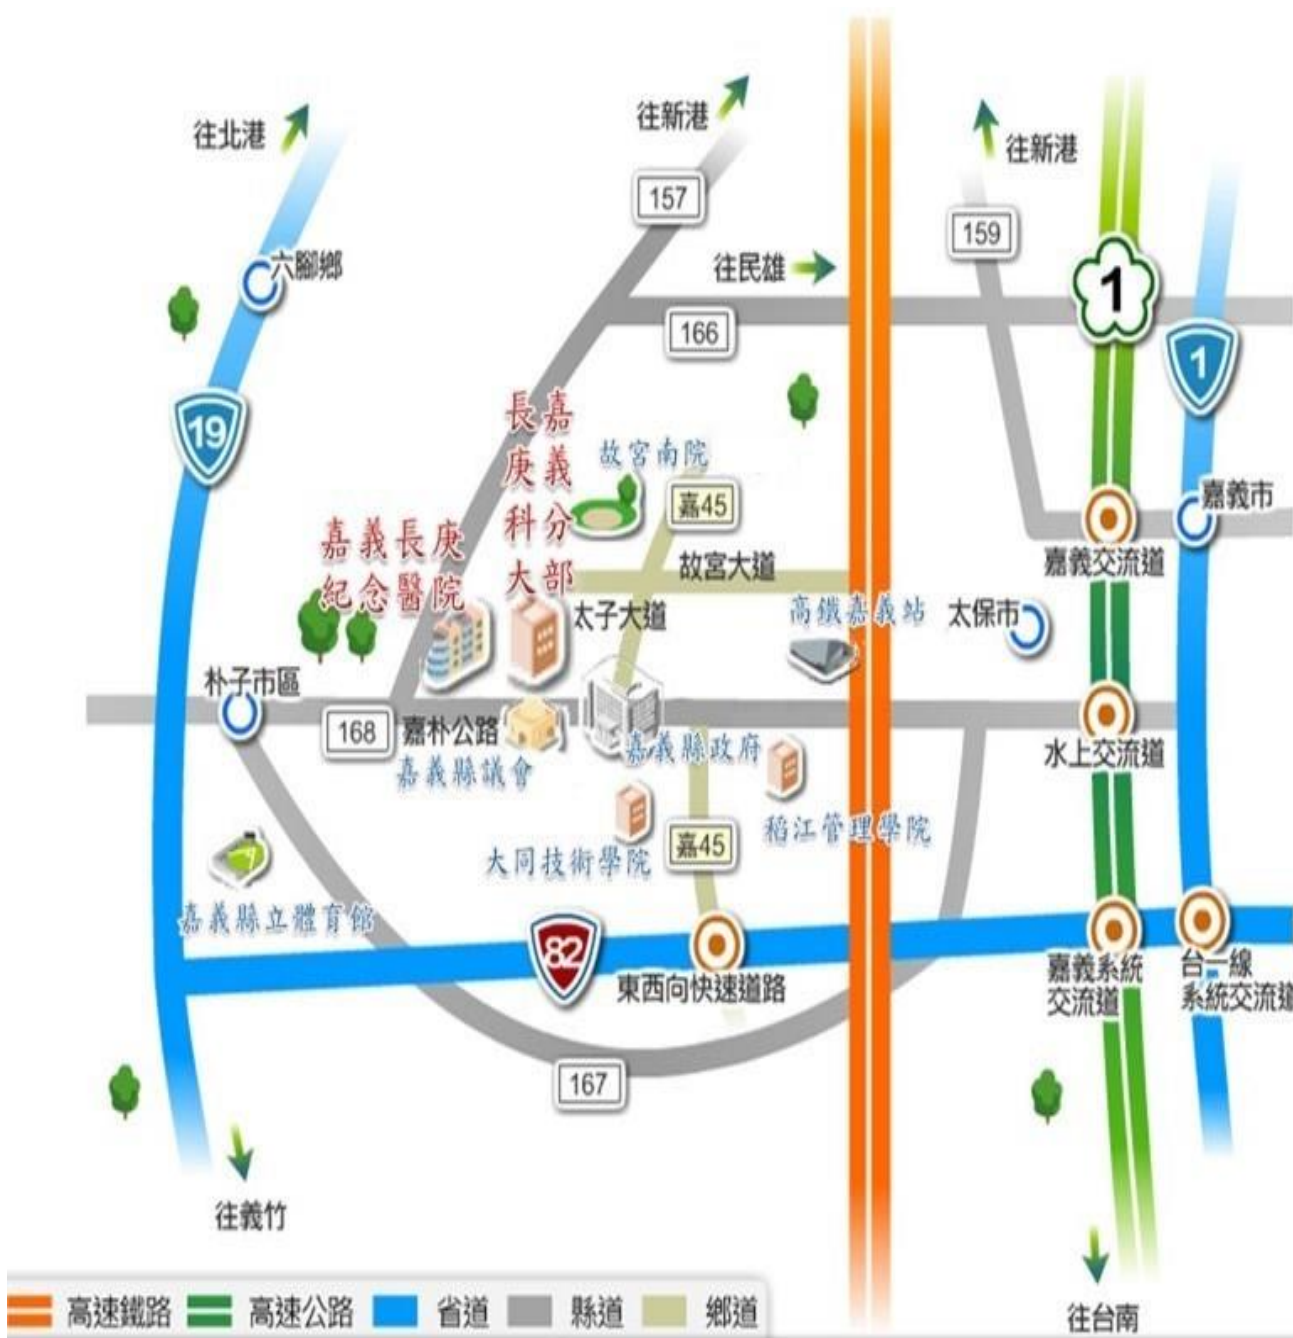 往北港
往新港
往新港
157
159
往民雄
六腳鄉
1
166
1
19
長庚科大
嘉義分部
故宮南院
嘉45
嘉義市
嘉義長庚
紀念醫院
故宮大道
嘉義交流道
太子大道
高鐵嘉義站
太保市
朴子市區
168
嘉朴公路
嘉義縣議會
嘉義縣政府
水上交流道
稻江管理學院
大同技術學院
嘉45
嘉義縣立體育館
82
東西向快速道路
嘉義系統
交流道
台一線
系統交流道
167
往義竹
往台南
高速鐵路
高速公路
省道
縣道
鄉道